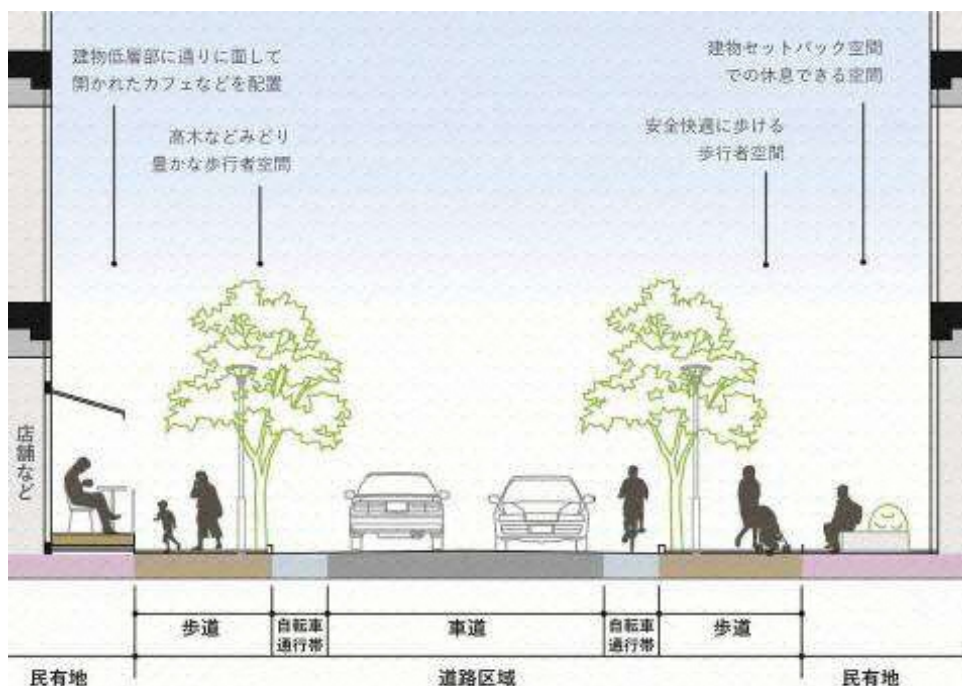 建物低層部に通りに面して
開かれたカフェなどを配置
高木などみどり
豊かな歩行者空間
建物セットバック空間
での休息できる空間
安全快適に歩ける
歩行者空間
店舗など
歩道
自転車
通行帯
車道
自転車
通行帯
歩道
民有地
道路区域
民有地